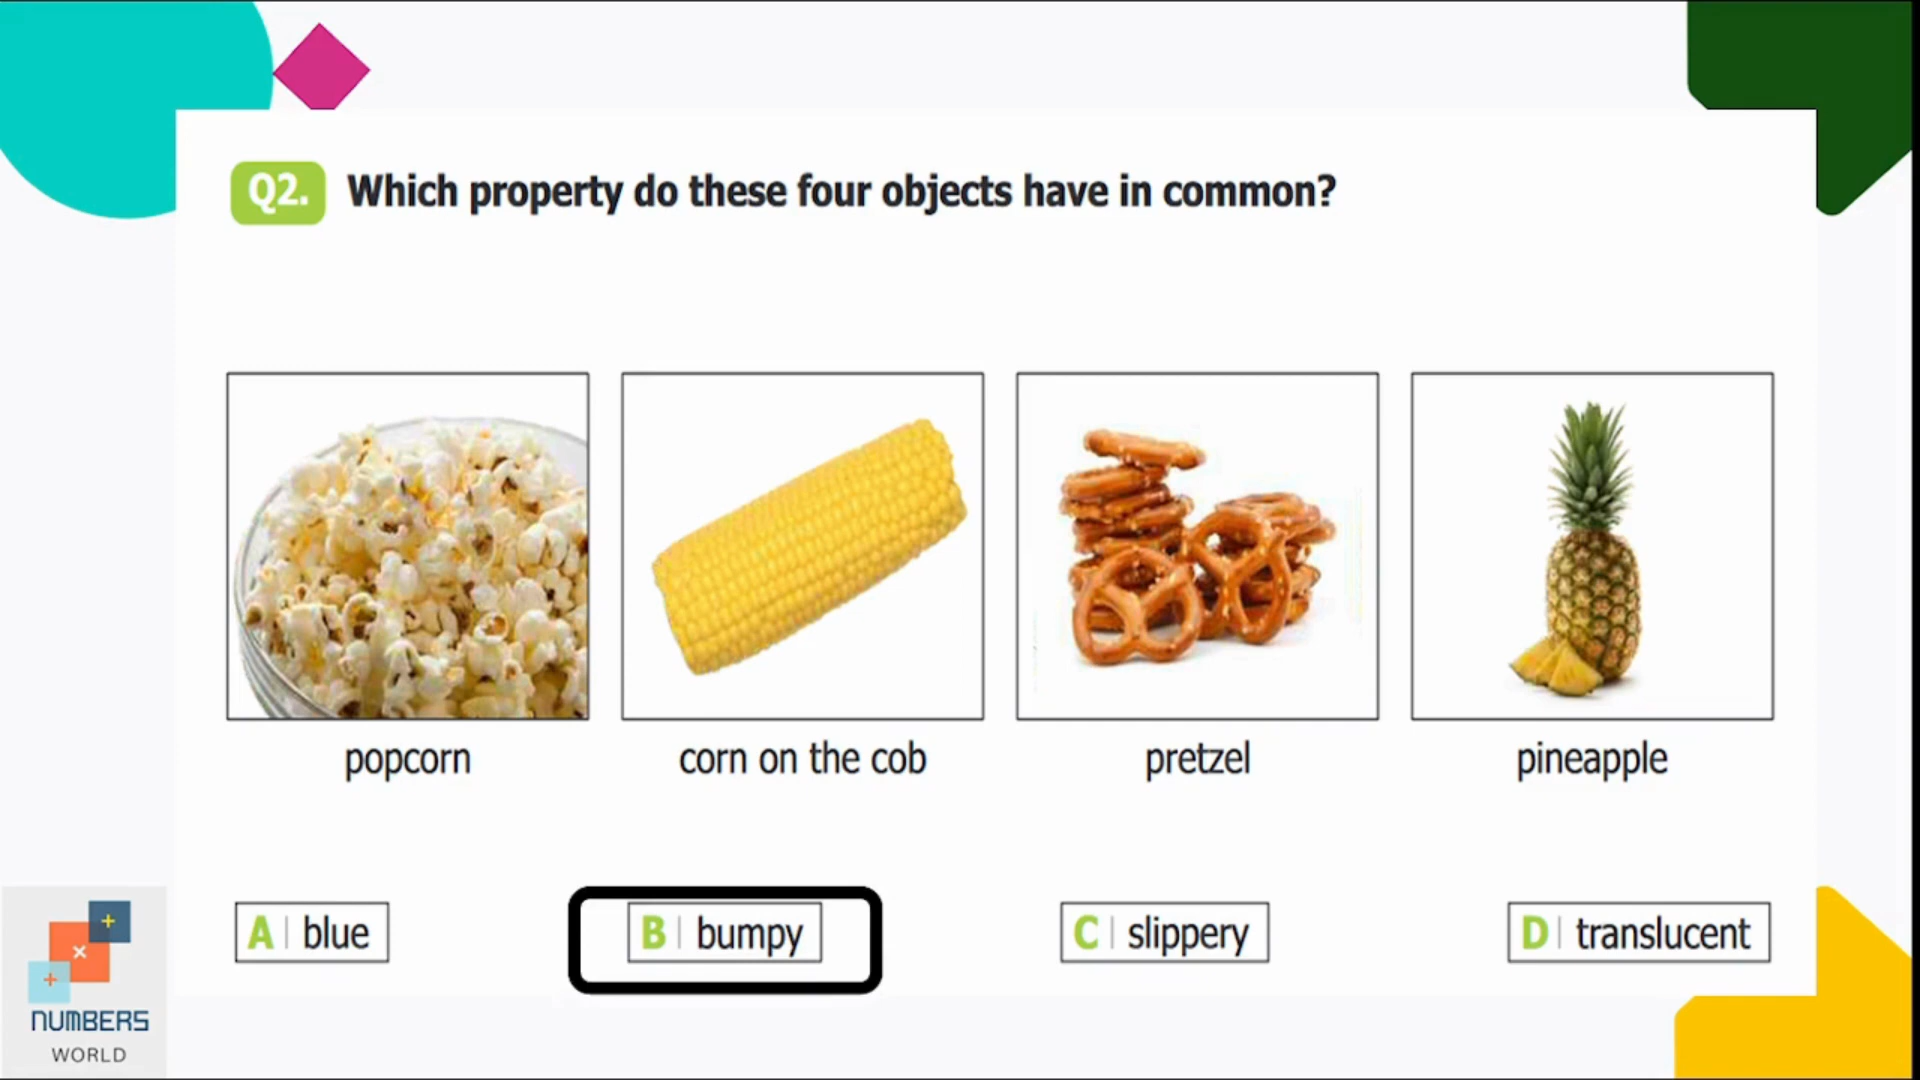 Q2. Which property do these four objects have in common?
popcorn
corn on the cob
pretzel
pineapple
A | blue
B | bumpy
C | slippery
D | translucent
+
×
+
NUMBERS
WORLD